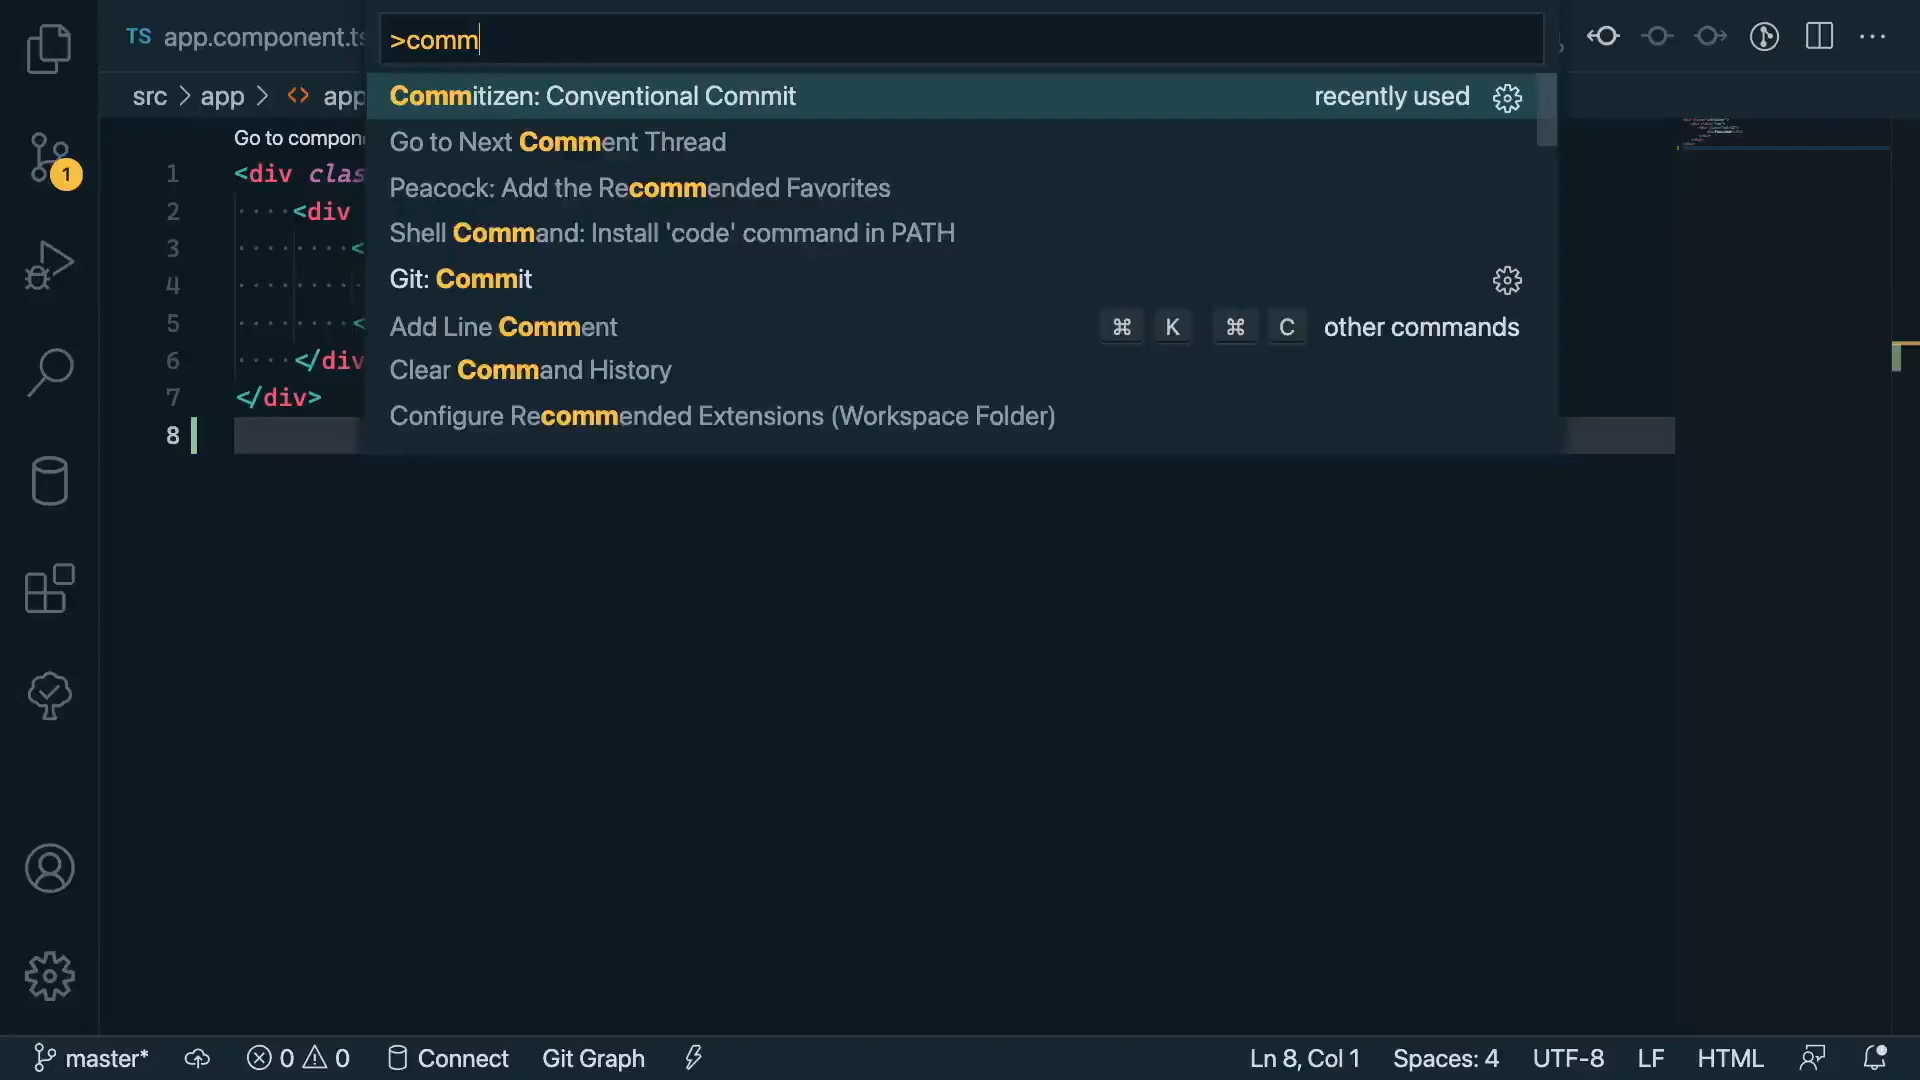 TS app.component.ts
>comm
src > app > <> app
Commitizen: Conventional Commit recently used
Go to compon
Go to Next Comment Thread
Peacock: Add the Recommended Favorites
Shell Command: Install 'code' command in PATH
Git: Commit
Add Line Comment ⌘ K ⌘ C other commands
Clear Command History
Configure Recommended Extensions (Workspace Folder)
1 <div clas
2 ····<div
3 ········<
4 ········
5 ········<
6 ····</div
7 </div>
8
1
master* 0 0 Connect Git Graph Ln 8, Col 1 Spaces: 4 UTF-8 LF HTML